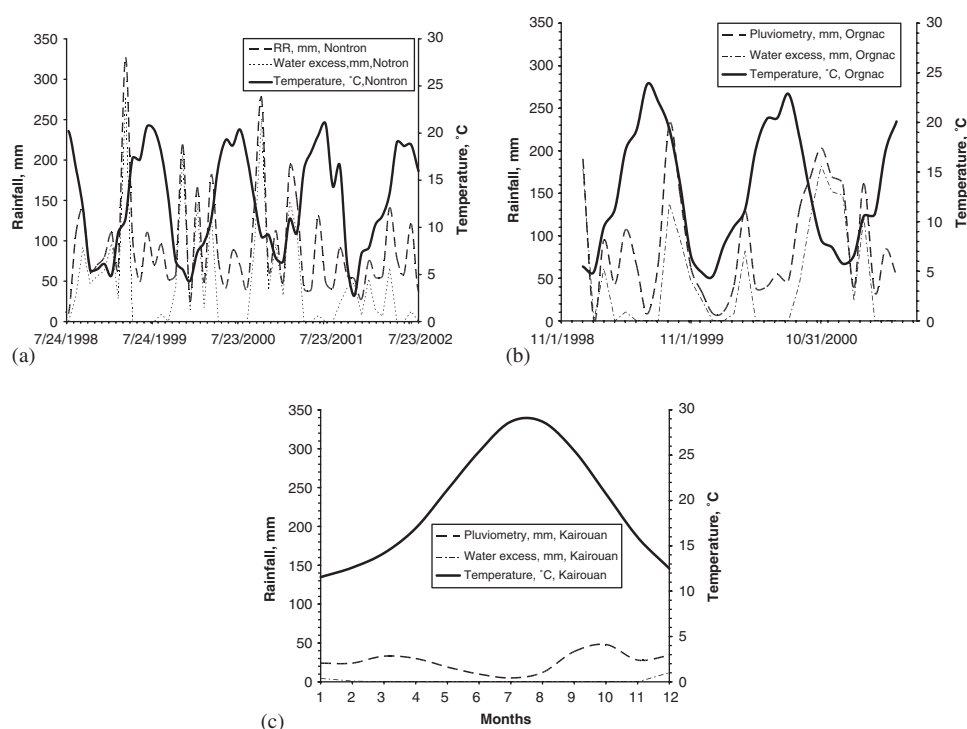 RR, mm, Nontron
Water excess,mm,Notron
Temperature, ˚C,Nontron
Rainfall, mm
350
300
250
200
150
100
50
0
Temperature, ˚C
30
25
20
15
10
5
0
7/24/1998
7/24/1999
7/23/2000
7/23/2001
7/23/2002
(a)
Pluviometry, mm, Orgnac
Water excess, mm, Orgnac
Temperature, ˚C, Orgnac
Rainfall, mm
350
300
250
200
150
100
50
0
Temperature, ˚C
30
25
20
15
10
5
0
11/1/1998
11/1/1999
10/31/2000
(b)
Pluviometry, mm, Kairouan
Water excess, mm, Kairouan
Temperature, ˚C, Kairouan
Rainfall, mm
350
300
250
200
150
100
50
0
Temperature, ˚C
30
25
20
15
10
5
0
1 2 3 4 5 6 7 8 9 10 11 12
Months
(c)